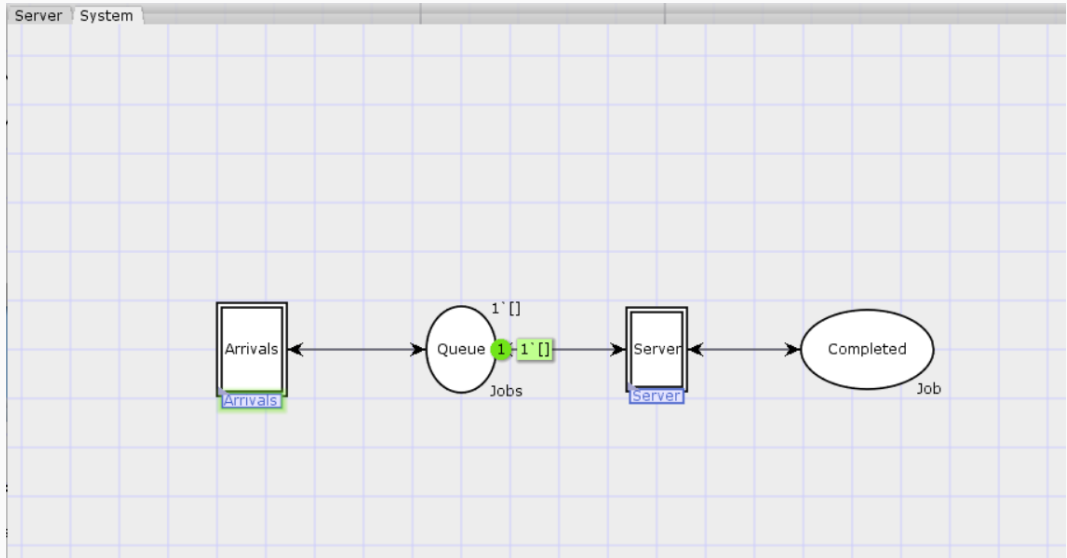 Server System
1`[]
Arrivals Queue 1 1`[] Server Completed
Jobs Job
Arrivals Server